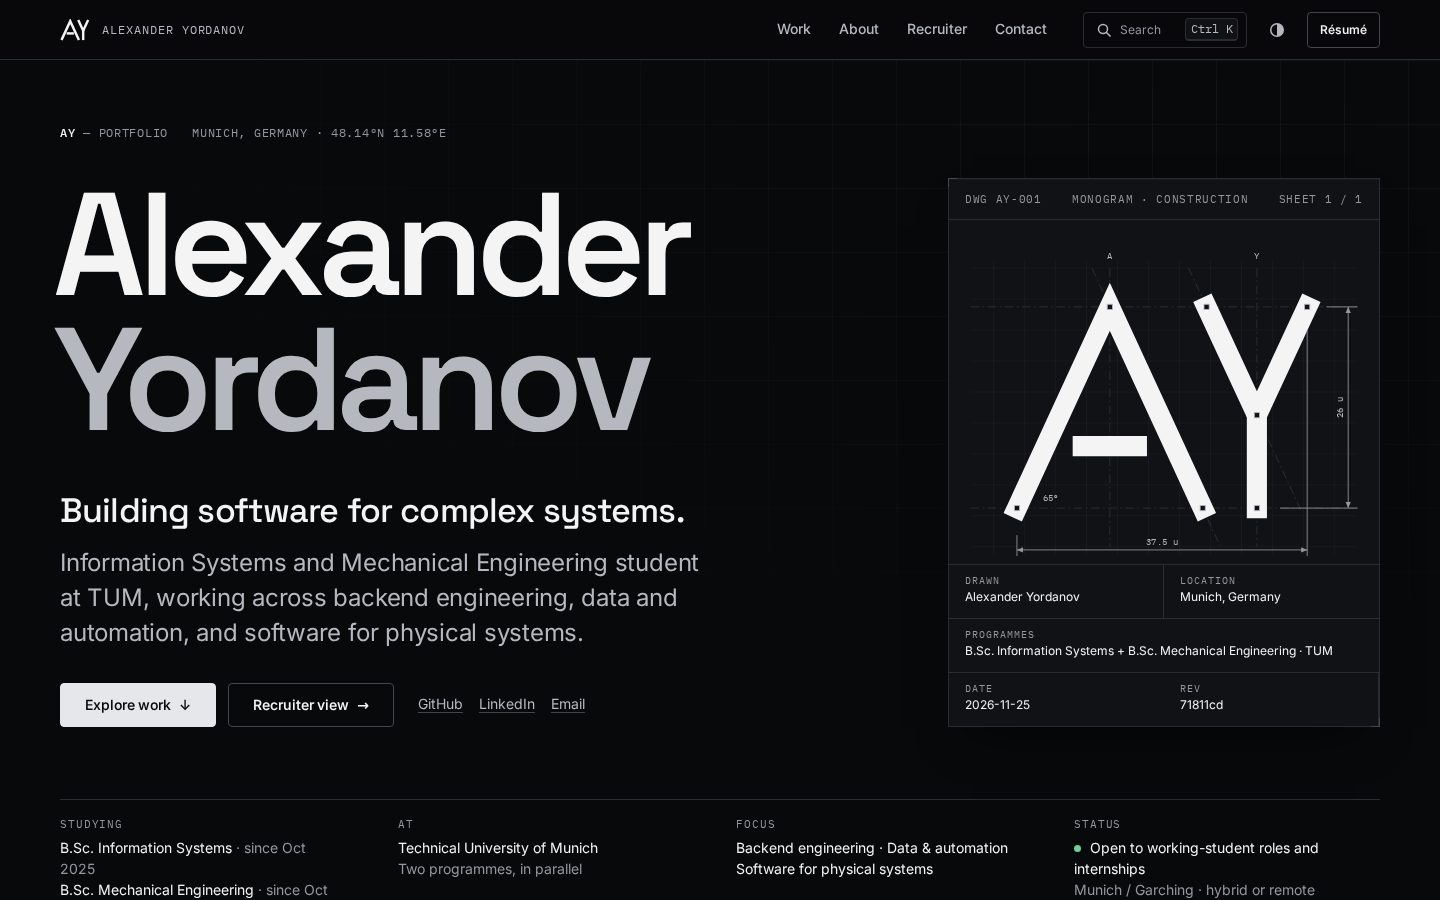 AY ALEXANDER YORDANOV
Work About Recruiter Contact
Search Ctrl K
Résumé
AY — PORTFOLIO MUNICH, GERMANY · 48.14°N 11.58°E
Alexander
Yordanov
Building software for complex systems.
Information Systems and Mechanical Engineering student
at TUM, working across backend engineering, data and
automation, and software for physical systems.
Explore work ↓
Recruiter view →
GitHub LinkedIn Email
DWG AY-001 MONOGRAM · CONSTRUCTION SHEET 1 / 1
A Y
AY
26 u
65°
37.5 u
DRAWN
Alexander Yordanov
LOCATION
Munich, Germany
PROGRAMMES
B.Sc. Information Systems + B.Sc. Mechanical Engineering · TUM
DATE
2026-11-25
REV
71811cd
STUDYING
B.Sc. Information Systems · since Oct
2025
B.Sc. Mechanical Engineering · since Oct
AT
Technical University of Munich
Two programmes, in parallel
FOCUS
Backend engineering · Data & automation
Software for physical systems
STATUS
Open to working-student roles and
internships
Munich / Garching · hybrid or remote